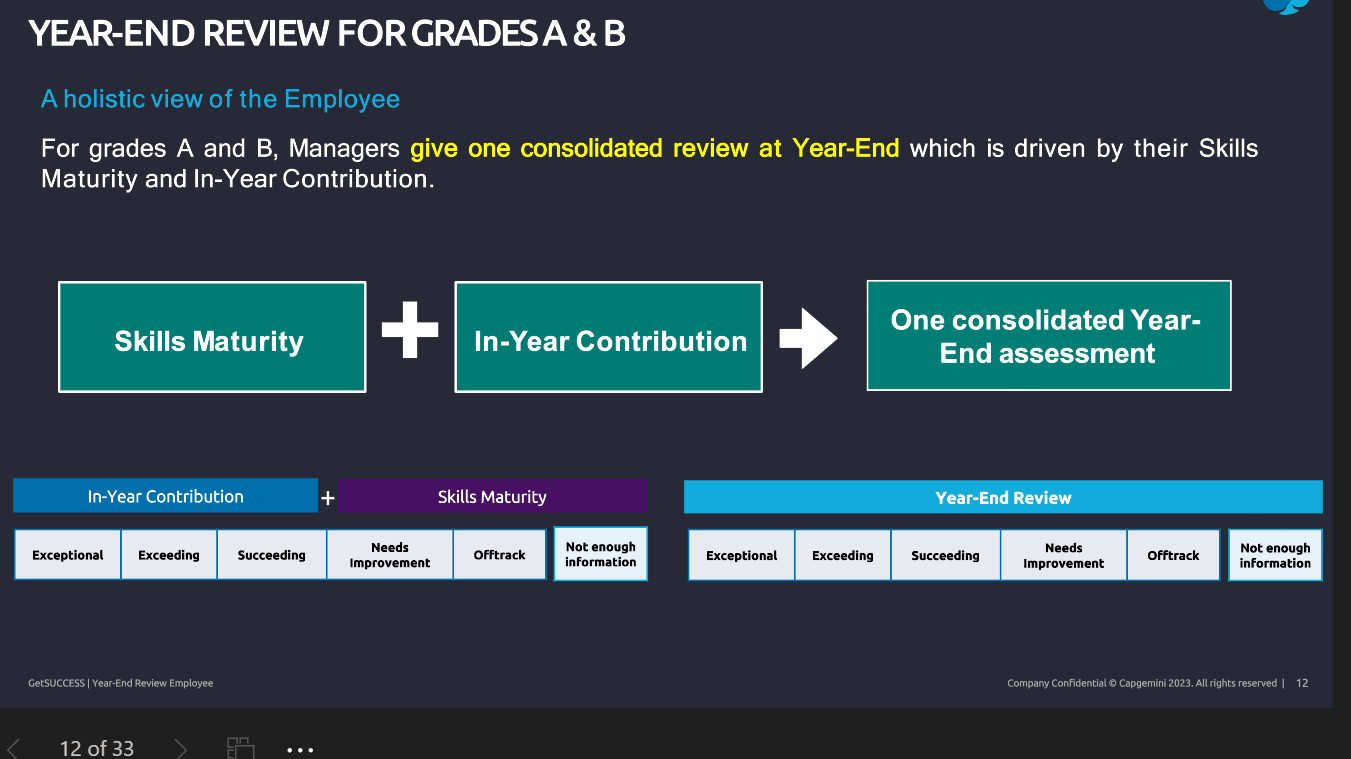 YEAR-END REVIEW FOR GRADES A & B
A holistic view of the Employee
For grades A and B, Managers give one consolidated review at Year-End which is driven by their Skills
Maturity and In-Year Contribution.
Skills Maturity
In-Year Contribution
One consolidated Year-
End assessment
In-Year Contribution
+
Skills Maturity
Exceptional
Exceeding
Succeeding
Needs
Improvement
Offtrack
Not enough
information
Year-End Review
Exceptional
Exceeding
Succeeding
Needs
Improvement
Offtrack
Not enough
information
GetSUCCESS | Year-End Review Employee
Company Confidential © Capgemini 2023. All rights reserved | 12
12 of 33